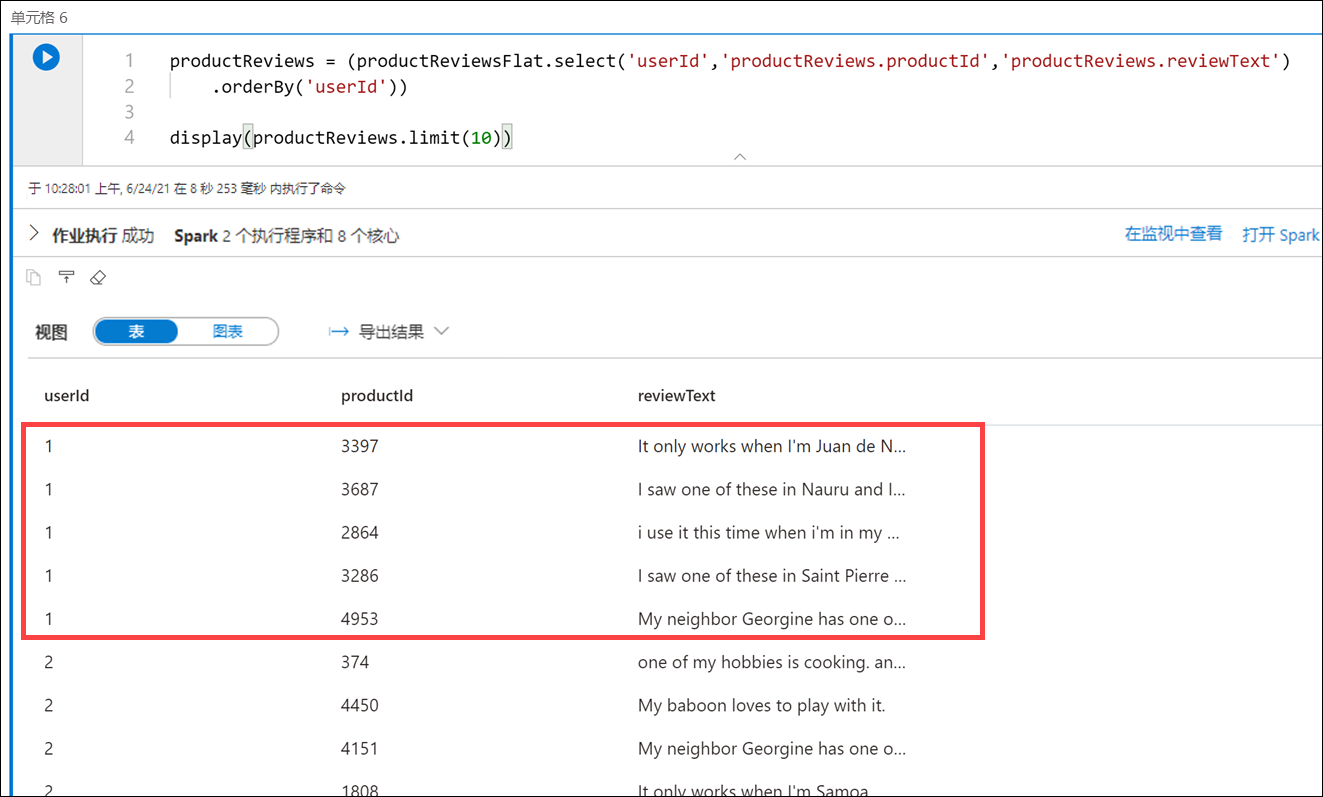 单元格 6
1 productReviews = (productReviewsFlat.select('userId','productReviews.productId','productReviews.reviewText')
2 .orderBy('userId'))
3
4 display(productReviews.limit(10))
于 10:28:01 上午, 6/24/21 在 8 秒 253 毫秒 内执行了命令
作业执行 成功 Spark 2 个执行程序和 8 个核心 在监视中查看 打开 Spark
视图 表 图表 导出结果
userId productId reviewText
1 3397 It only works when I'm Juan de N...
1 3687 I saw one of these in Nauru and I...
1 2864 i use it this time when i'm in my ...
1 3286 I saw one of these in Saint Pierre ...
1 4953 My neighbor Georgine has one o...
2 374 one of my hobbies is cooking. an...
2 4450 My baboon loves to play with it.
2 4151 My neighbor Georgine has one o...
2 1808 It only works when I'm Samoa